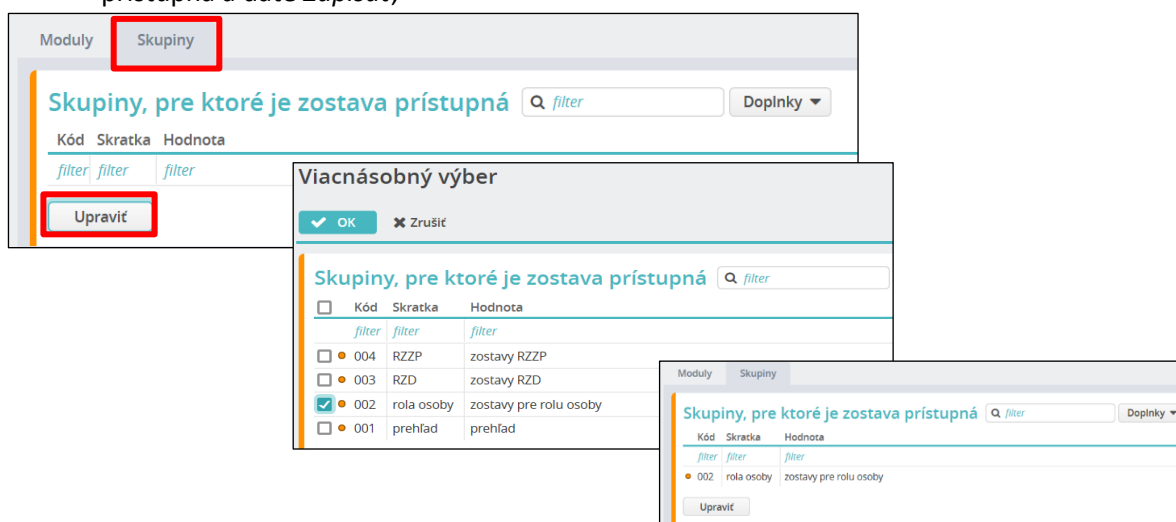 prístupná a dáte zapísať)
Moduly Skupiny
Skupiny, pre ktoré je zostava prístupná filter Doplnky
Kód Skratka Hodnota
filter filter filter
Upraviť
Viacnásobný výber
OK Zrušiť
Skupiny, pre ktoré je zostava prístupná filter
Kód Skratka Hodnota
filter filter filter
004 RZZP zostavy RZZP
003 RZD zostavy RZD
002 rola osoby zostavy pre rolu osoby
001 prehľad prehľad
Moduly Skupiny
Skupiny, pre ktoré je zostava prístupná filter Doplnky
Kód Skratka Hodnota
filter filter filter
002 rola osoby zostavy pre rolu osoby
Upraviť